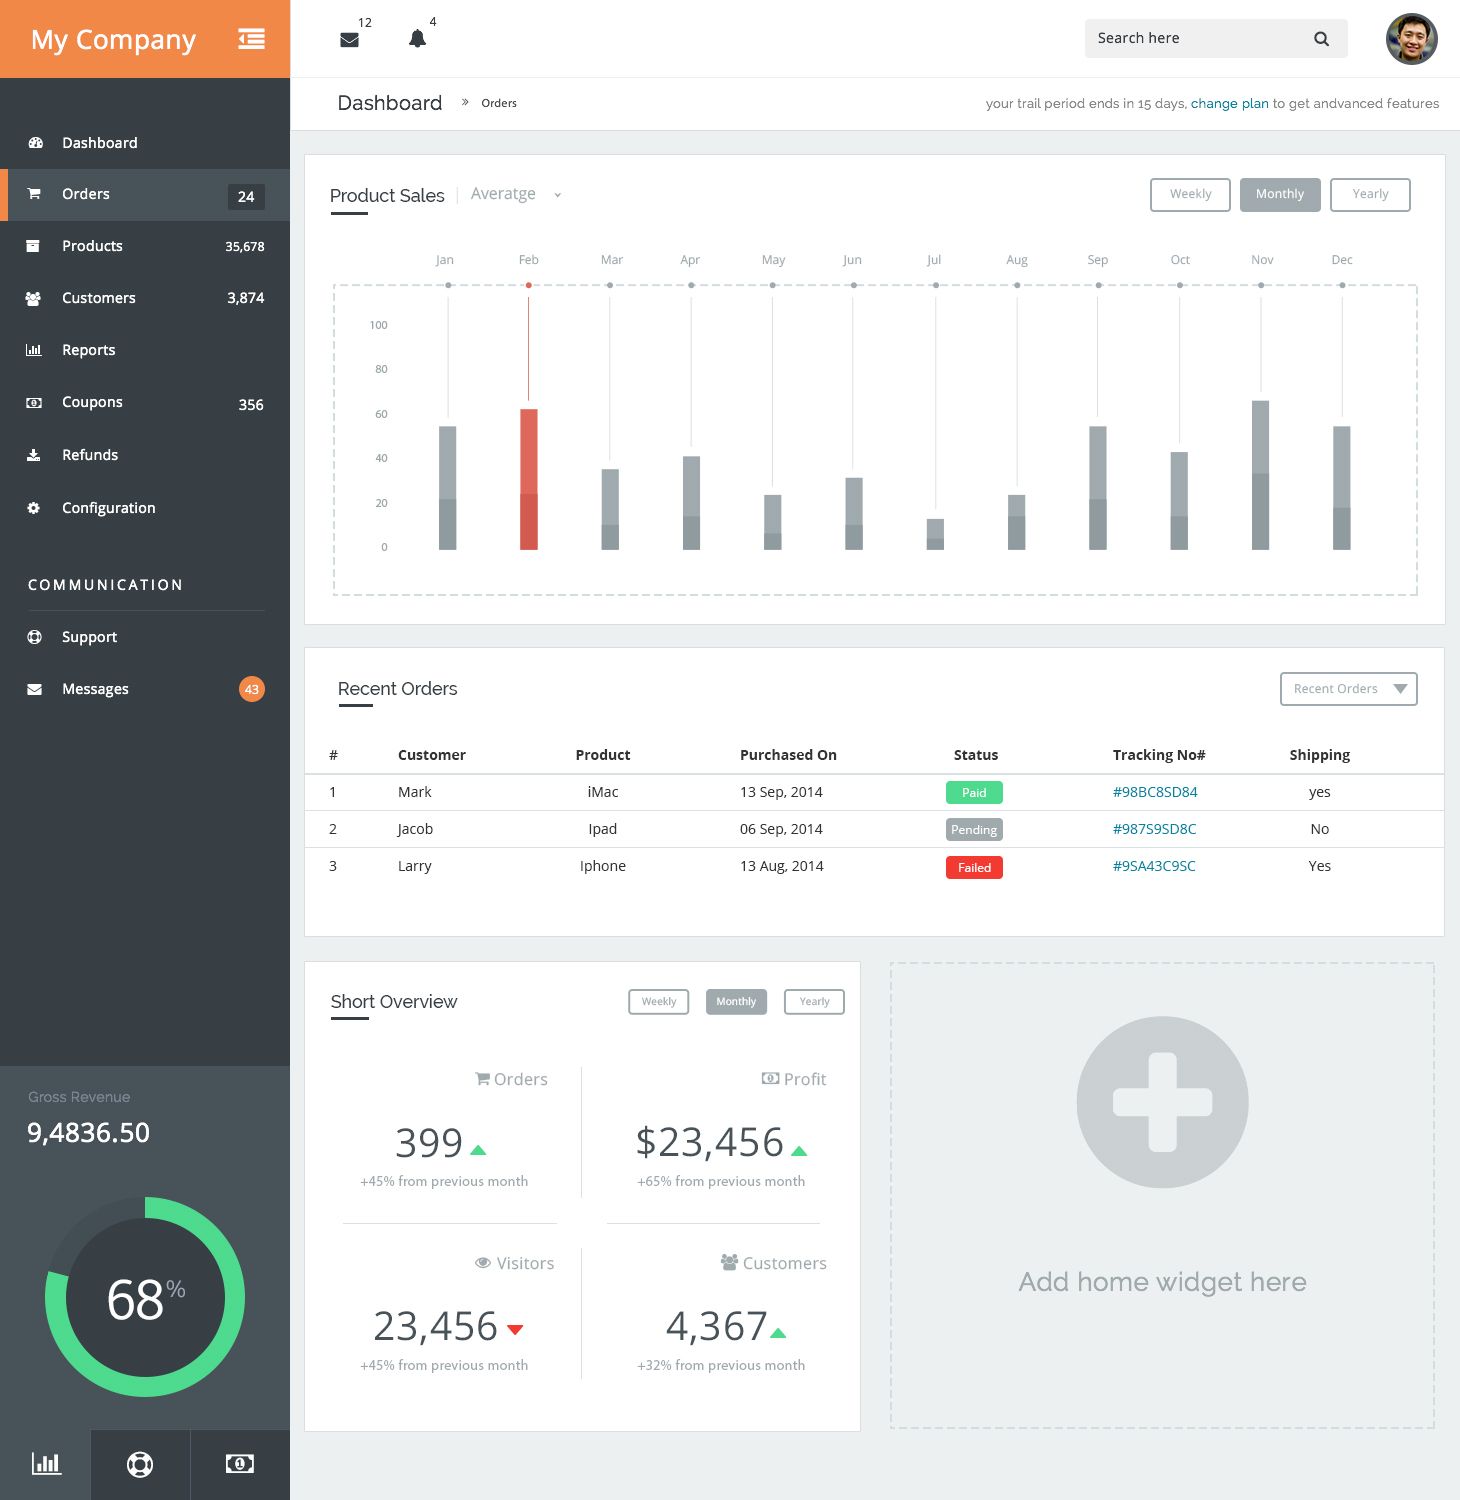 My Company
12
4
Search here
Dashboard » Orders
your trail period ends in 15 days, change plan to get andvanced features
Dashboard
Orders 24
Products 35,678
Customers 3,874
Reports
Coupons 356
Refunds
Configuration
COMMUNICATION
Support
Messages 43
Gross Revenue
9,4836.50
68%
Product Sales Averatge
Weekly Monthly Yearly
Jan Feb Mar Apr May Jun Jul Aug Sep Oct Nov Dec
100
80
60
40
20
0
Recent Orders
Recent Orders
# Customer Product Purchased On Status Tracking No# Shipping
1 Mark iMac 13 Sep, 2014 Paid #98BC8SD84 yes
2 Jacob Ipad 06 Sep, 2014 Pending #987S9SD8C No
3 Larry Iphone 13 Aug, 2014 Failed #9SA43C9SC Yes
Short Overview
Weekly Monthly Yearly
Orders
399
+45% from previous month
Profit
$23,456
+65% from previous month
Visitors
23,456
+45% from previous month
Customers
4,367
+32% from previous month
Add home widget here